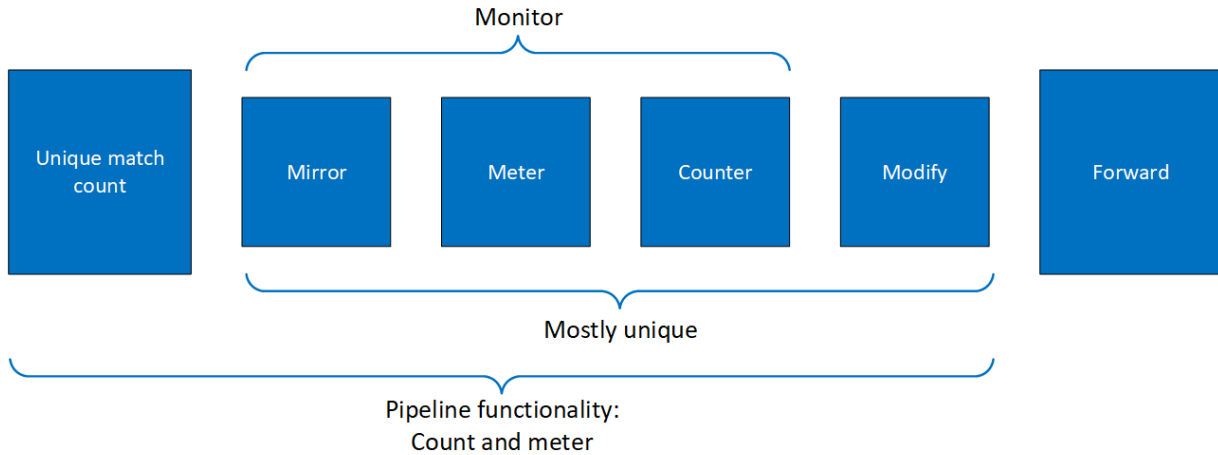 Monitor
Unique match
count
Mirror
Meter
Counter
Modify
Forward
Mostly unique
Pipeline functionality:
Count and meter